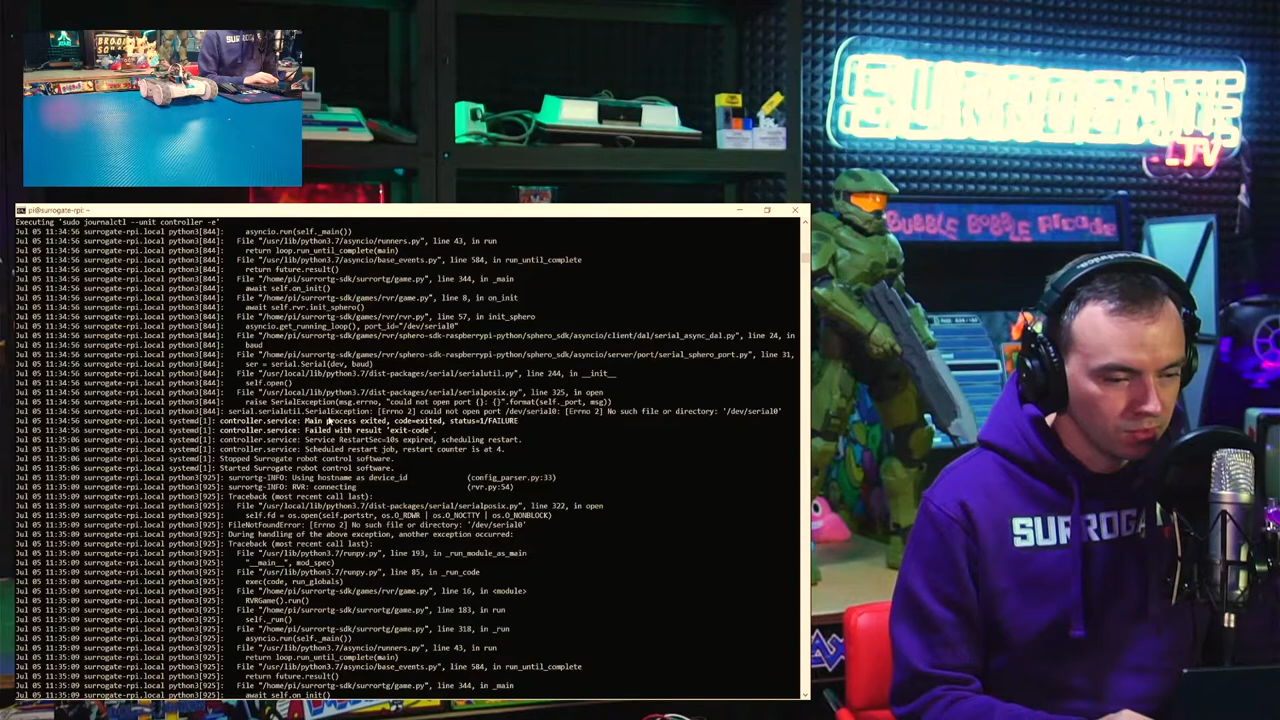 SURROGATE
.TV
BUBBLE BOBBLE Arcade
ATARI
SURROGA
pi@surrogate-rpi: ~
Executing 'sudo journalctl --unit controller -e'
Jul 05 11:34:56 surrogate-rpi.local python3[844]:     asyncio.run(self._main())
Jul 05 11:34:56 surrogate-rpi.local python3[844]:   File "/usr/lib/python3.7/asyncio/runners.py", line 43, in run
Jul 05 11:34:56 surrogate-rpi.local python3[844]:     return loop.run_until_complete(main)
Jul 05 11:34:56 surrogate-rpi.local python3[844]:   File "/usr/lib/python3.7/asyncio/base_events.py", line 584, in run_until_complete
Jul 05 11:34:56 surrogate-rpi.local python3[844]:     return future.result()
Jul 05 11:34:56 surrogate-rpi.local python3[844]:   File "/home/pi/surrortg-sdk/surrortg/game.py", line 344, in _main
Jul 05 11:34:56 surrogate-rpi.local python3[844]:     await self.on_init()
Jul 05 11:34:56 surrogate-rpi.local python3[844]:   File "/home/pi/surrortg-sdk/games/rvr/game.py", line 8, in on_init
Jul 05 11:34:56 surrogate-rpi.local python3[844]:     await self.rvr.init_sphero()
Jul 05 11:34:56 surrogate-rpi.local python3[844]:   File "/home/pi/surrortg-sdk/games/rvr/rvr.py", line 57, in init_sphero
Jul 05 11:34:56 surrogate-rpi.local python3[844]:     asyncio.get_running_loop(), port_id="/dev/serial0"
Jul 05 11:34:56 surrogate-rpi.local python3[844]:   File "/home/pi/surrortg-sdk/games/rvr/sphero-sdk-raspberrypi-python/sphero_sdk/asyncio/client/dal/serial_async_dal.py", line 24, in
Jul 05 11:34:56 surrogate-rpi.local python3[844]:     baud
Jul 05 11:34:56 surrogate-rpi.local python3[844]:   File "/home/pi/surrortg-sdk/games/rvr/sphero-sdk-raspberrypi-python/sphero_sdk/asyncio/server/port/serial_sphero_port.py", line 31,
Jul 05 11:34:56 surrogate-rpi.local python3[844]:     ser = serial.Serial(dev, baud)
Jul 05 11:34:56 surrogate-rpi.local python3[844]:   File "/usr/local/lib/python3.7/dist-packages/serial/serialutil.py", line 244, in __init__
Jul 05 11:34:56 surrogate-rpi.local python3[844]:     self.open()
Jul 05 11:34:56 surrogate-rpi.local python3[844]:   File "/usr/local/lib/python3.7/dist-packages/serial/serialposix.py", line 325, in open
Jul 05 11:34:56 surrogate-rpi.local python3[844]:     raise SerialException(msg.errno, "could not open port {}: {}".format(self._port, msg))
Jul 05 11:34:56 surrogate-rpi.local python3[844]: serial.serialutil.SerialException: [Errno 2] could not open port /dev/serial0: [Errno 2] No such file or directory: '/dev/serial0'
Jul 05 11:34:56 surrogate-rpi.local systemd[1]: controller.service: Main process exited, code=exited, status=1/FAILURE
Jul 05 11:34:56 surrogate-rpi.local systemd[1]: controller.service: Failed with result 'exit-code'.
Jul 05 11:35:06 surrogate-rpi.local systemd[1]: controller.service: Service RestartSec=10s expired, scheduling restart.
Jul 05 11:35:06 surrogate-rpi.local systemd[1]: controller.service: Scheduled restart job, restart counter is at 4.
Jul 05 11:35:06 surrogate-rpi.local systemd[1]: Stopped Surrogate robot control software.
Jul 05 11:35:06 surrogate-rpi.local systemd[1]: Started Surrogate robot control software.
Jul 05 11:35:09 surrogate-rpi.local python3[925]: surrortg-INFO: Using hostname as device_id (config_parser.py:33)
Jul 05 11:35:09 surrogate-rpi.local python3[925]: surrortg-INFO: RVR: connecting (rvr.py:54)
Jul 05 11:35:09 surrogate-rpi.local python3[925]: Traceback (most recent call last):
Jul 05 11:35:09 surrogate-rpi.local python3[925]:   File "/usr/local/lib/python3.7/dist-packages/serial/serialposix.py", line 322, in open
Jul 05 11:35:09 surrogate-rpi.local python3[925]:     self.fd = os.open(self.portstr, os.O_RDWR | os.O_NOCTTY | os.O_NONBLOCK)
Jul 05 11:35:09 surrogate-rpi.local python3[925]: FileNotFoundError: [Errno 2] No such file or directory: '/dev/serial0'
Jul 05 11:35:09 surrogate-rpi.local python3[925]: During handling of the above exception, another exception occurred:
Jul 05 11:35:09 surrogate-rpi.local python3[925]: Traceback (most recent call last):
Jul 05 11:35:09 surrogate-rpi.local python3[925]:   File "/usr/lib/python3.7/runpy.py", line 193, in _run_module_as_main
Jul 05 11:35:09 surrogate-rpi.local python3[925]:     "__main__", mod_spec)
Jul 05 11:35:09 surrogate-rpi.local python3[925]:   File "/usr/lib/python3.7/runpy.py", line 85, in _run_code
Jul 05 11:35:09 surrogate-rpi.local python3[925]:     exec(code, run_globals)
Jul 05 11:35:09 surrogate-rpi.local python3[925]:   File "/home/pi/surrortg-sdk/games/rvr/game.py", line 16, in <module>
Jul 05 11:35:09 surrogate-rpi.local python3[925]:     RVRGame().run()
Jul 05 11:35:09 surrogate-rpi.local python3[925]:   File "/home/pi/surrortg-sdk/surrortg/game.py", line 183, in run
Jul 05 11:35:09 surrogate-rpi.local python3[925]:     self._run()
Jul 05 11:35:09 surrogate-rpi.local python3[925]:   File "/home/pi/surrortg-sdk/surrortg/game.py", line 318, in _run
Jul 05 11:35:09 surrogate-rpi.local python3[925]:     asyncio.run(self._main())
Jul 05 11:35:09 surrogate-rpi.local python3[925]:   File "/usr/lib/python3.7/asyncio/runners.py", line 43, in run
Jul 05 11:35:09 surrogate-rpi.local python3[925]:     return loop.run_until_complete(main)
Jul 05 11:35:09 surrogate-rpi.local python3[925]:   File "/usr/lib/python3.7/asyncio/base_events.py", line 584, in run_until_complete
Jul 05 11:35:09 surrogate-rpi.local python3[925]:     return future.result()
Jul 05 11:35:09 surrogate-rpi.local python3[925]:   File "/home/pi/surrortg-sdk/surrortg/game.py", line 344, in _main
Jul 05 11:35:09 surrogate-rpi.local python3[925]:     await self.on_init()